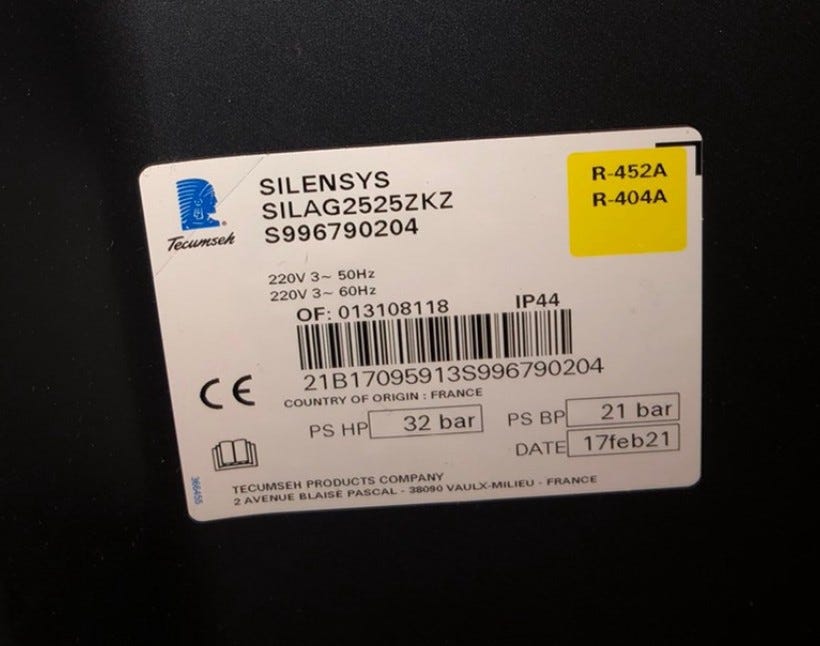 Tecumseh
SILENSYS
SILAG2525ZKZ
S996790204
R-452A
R-404A
220V 3~ 50Hz
220V 3~ 60Hz
OF: 013108118 IP44
21B17095913S996790204
COUNTRY OF ORIGIN : FRANCE
CE
PS HP 32 bar PS BP 21 bar
DATE 17feb21
TECUMSEH PRODUCTS COMPANY
2 AVENUE BLAISE PASCAL - 38090 VAULX-MILIEU - FRANCE
366455